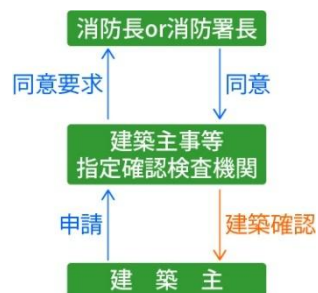 消防長or消防署長
同意要求 同意
建築主事等
指定確認検査機関
申請 建築確認
建 築 主